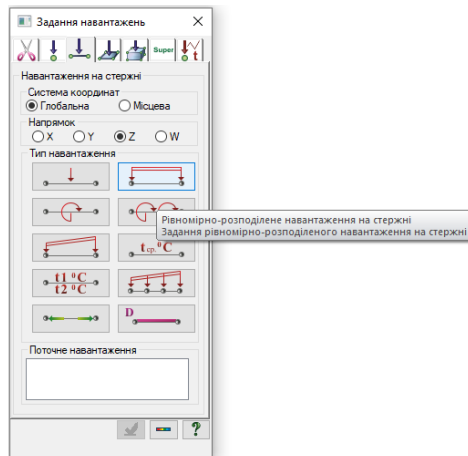 Задання навантажень
Super
t
Навантаження на стержні
Система координат
Глобальна Місцева
Напрямок
X Y Z W
Тип навантаження
Рівномірно-розподілене навантаження на стержні
Задання рівномірно-розподіленого навантаження на стержні
t ср. °C
t1 °C
t2 °C
D
Поточне навантаження
?